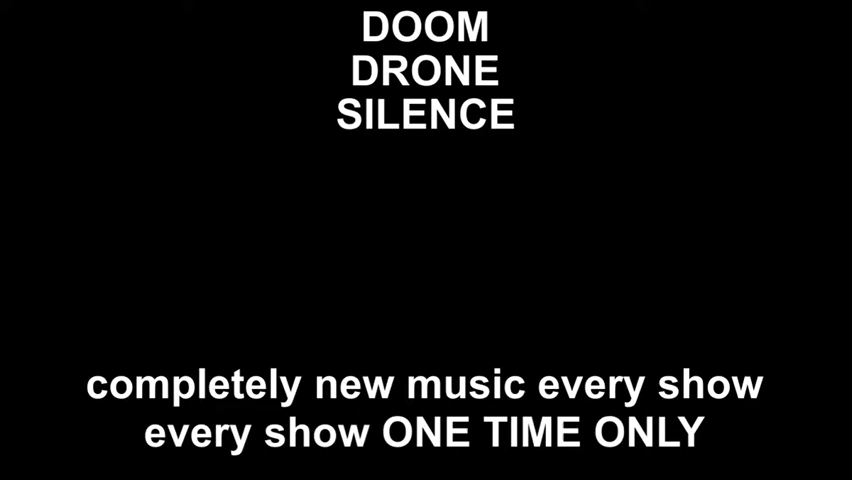 DOOM
DRONE
SILENCE
completely new music every show
every show ONE TIME ONLY